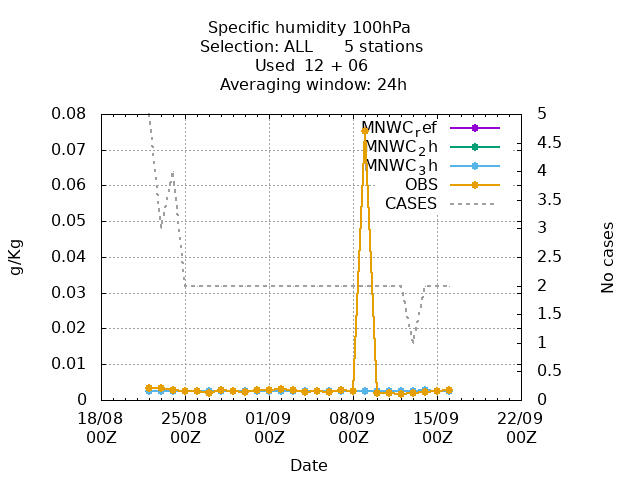 Specific humidity 100hPa
Selection: ALL 5 stations
Used 12 + 06
Averaging window: 24h
0.08
0.07
0.06
0.05
0.04
0.03
0.02
0.01
0
g/Kg
MNWCref
MNWC2h
MNWC3h
OBS
CASES
5
4.5
4
3.5
3
2.5
2
1.5
1
0.5
0
No cases
18/08 25/08 01/09 08/09 15/09 22/09
00Z 00Z 00Z 00Z 00Z 00Z
Date